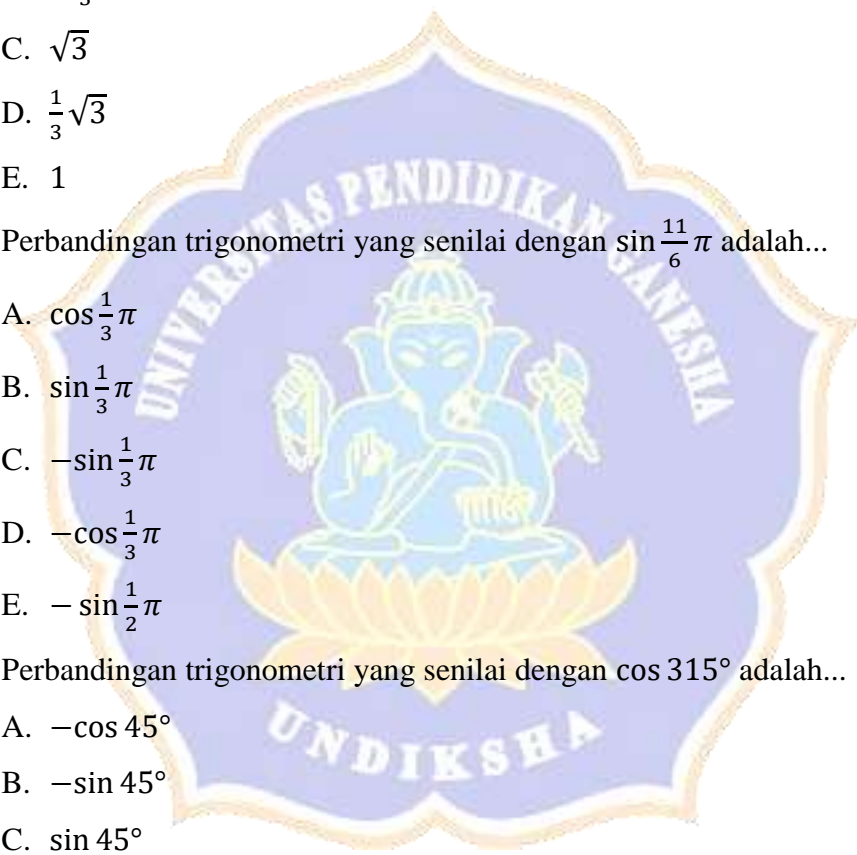 C. √3
D. 1/3 √3
E. 1
Perbandingan trigonometri yang senilai dengan sin 11/6 π adalah...
A. cos 1/3 π
B. sin 1/3 π
C. −sin 1/3 π
D. −cos 1/3 π
E. − sin 1/2 π
Perbandingan trigonometri yang senilai dengan cos 315° adalah...
A. −cos 45°
B. −sin 45°
C. sin 45°
UNIVERSITAS PENDIDIKAN GANESHA
UNDIKSHA